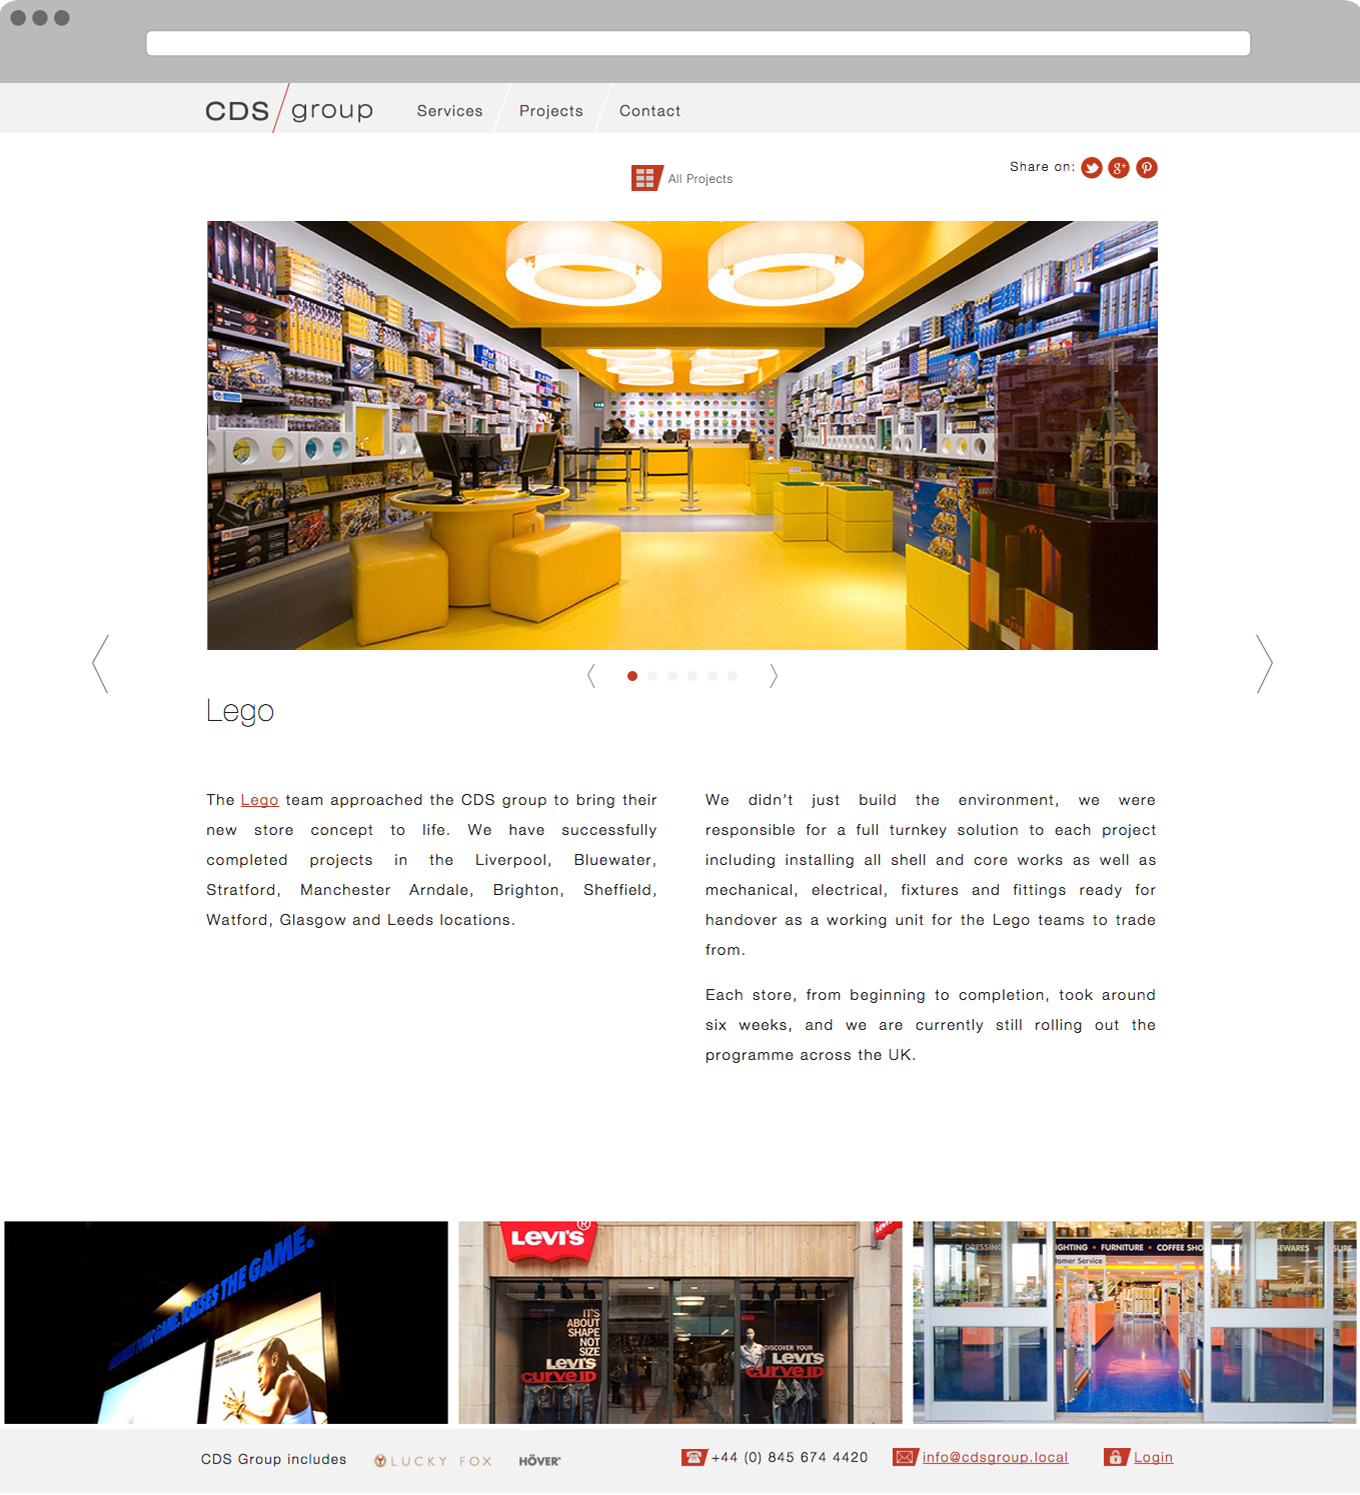 CDS group
Services
Projects
Contact
All Projects
Share on:
Lego
The Lego team approached the CDS group to bring their
new store concept to life. We have successfully
completed projects in the Liverpool, Bluewater,
Stratford, Manchester Arndale, Brighton, Sheffield,
Watford, Glasgow and Leeds locations.
We didn’t just build the environment, we were
responsible for a full turnkey solution to each project
including installing all shell and core works as well as
mechanical, electrical, fixtures and fittings ready for
handover as a working unit for the Lego teams to trade
from.
Each store, from beginning to completion, took around
six weeks, and we are currently still rolling out the
programme across the UK.
RAISES THE GAME.
LEVI'S®
IT'S
ABOUT
SHAPE
NOT
SIZE
LEVI'S
CURVE ID
DISCOVER YOUR
LEVI'S
CURVE ID
DRESSING
IGHTING • FURNITURE • COFFEE SHO
EWARES
tomer Service
CDS Group includes
LUCKY FOX
HÖVER
+44 (0) 845 674 4420
info@cdsgroup.local
Login